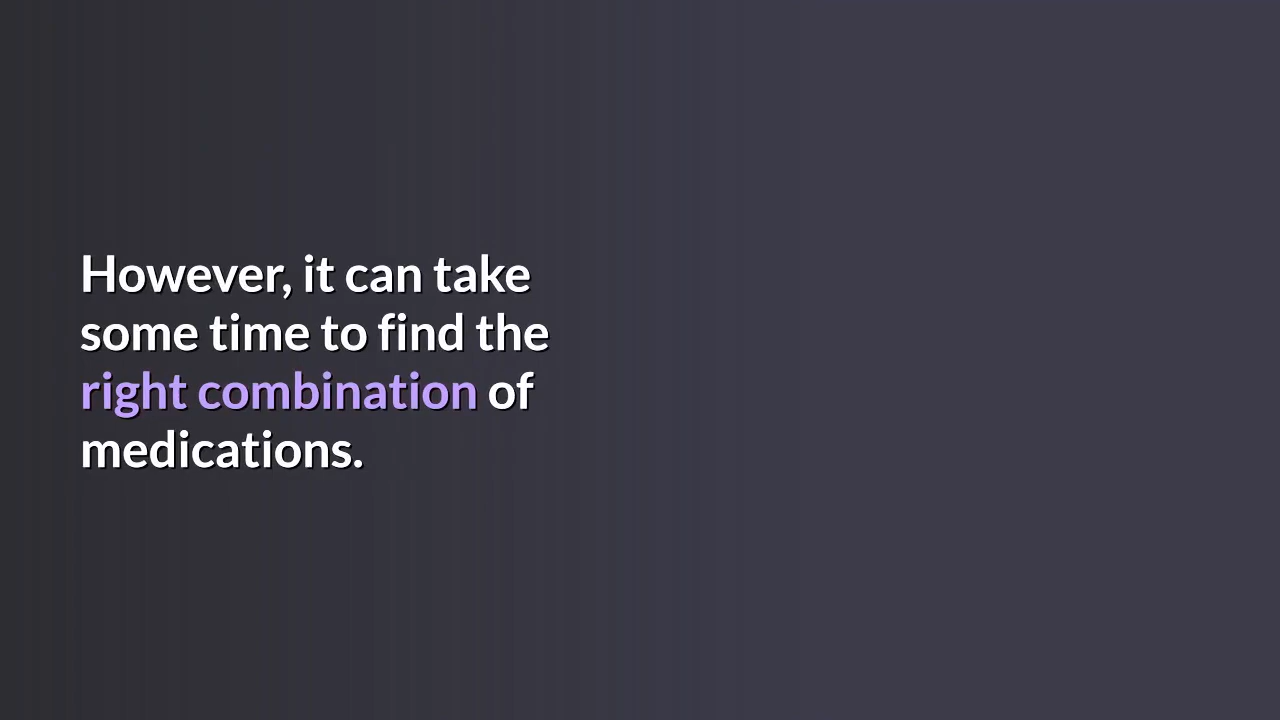 However, it can take
some time to find the
right combination of
medications.